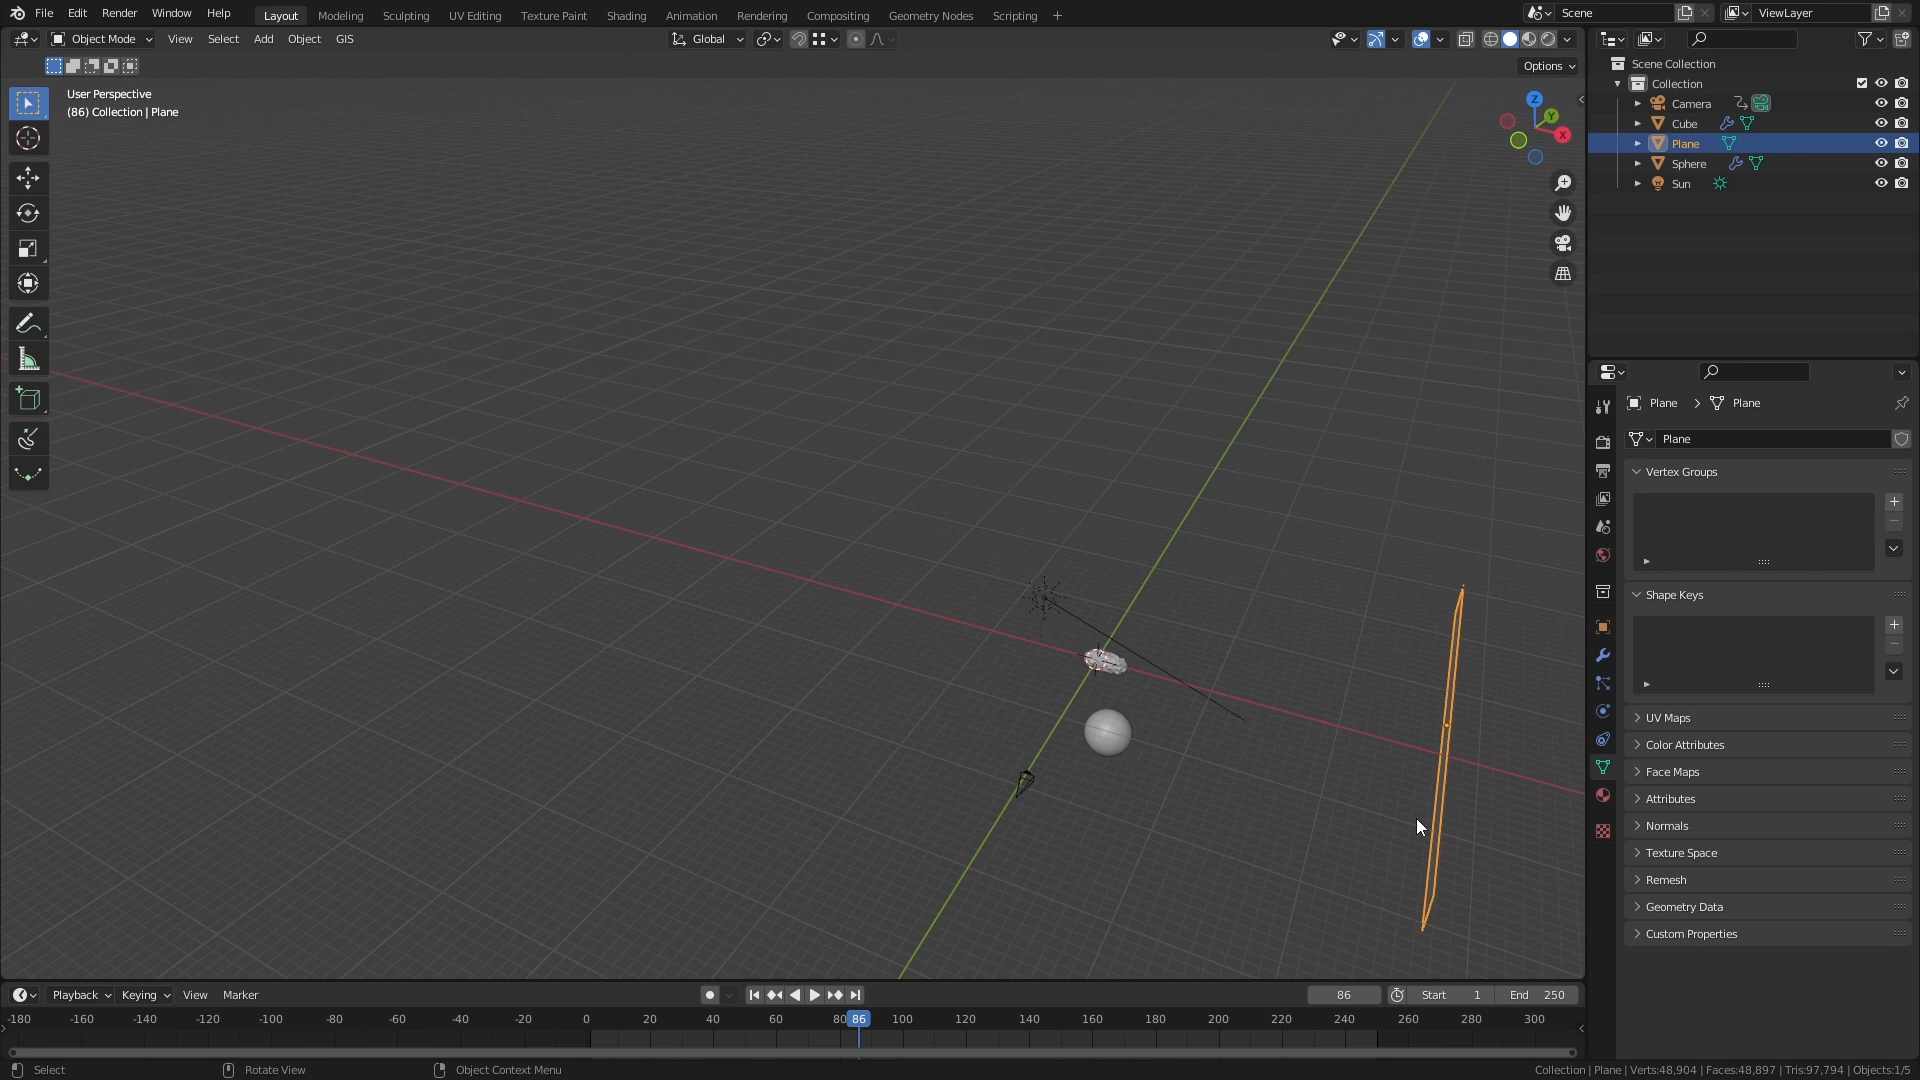 File Edit Render Window Help Layout Modeling Sculpting UV Editing Texture Paint Shading Animation Rendering Compositing Geometry Nodes Scripting + Scene ViewLayer
Object Mode View Select Add Object GIS Global
Options
User Perspective
(86) Collection | Plane
Z
Y
X
Scene Collection
Collection
Camera
Cube
Plane
Sphere
Sun
Plane > Plane
Plane
Vertex Groups
Shape Keys
UV Maps
Color Attributes
Face Maps
Attributes
Normals
Texture Space
Remesh
Geometry Data
Custom Properties
Playback Keying View Marker 86 Start 1 End 250
-180 -160 -140 -120 -100 -80 -60 -40 -20 0 20 40 60 80 86 100 120 140 160 180 200 220 240 260 280 300
Select Rotate View Object Context Menu Collection | Plane | Verts:48,904 | Faces:48,897 | Tris:97,794 | Objects:1/5